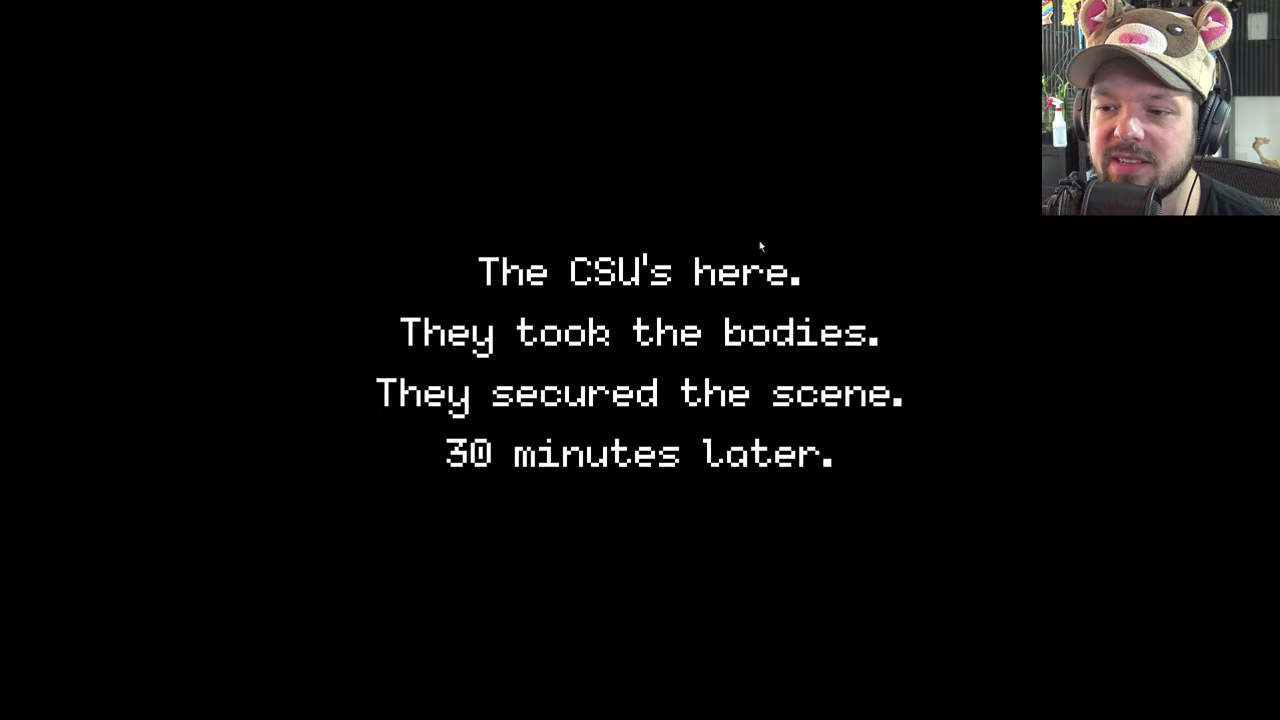 The CSU's here.
They took the bodies.
They secured the scene.
30 minutes later.